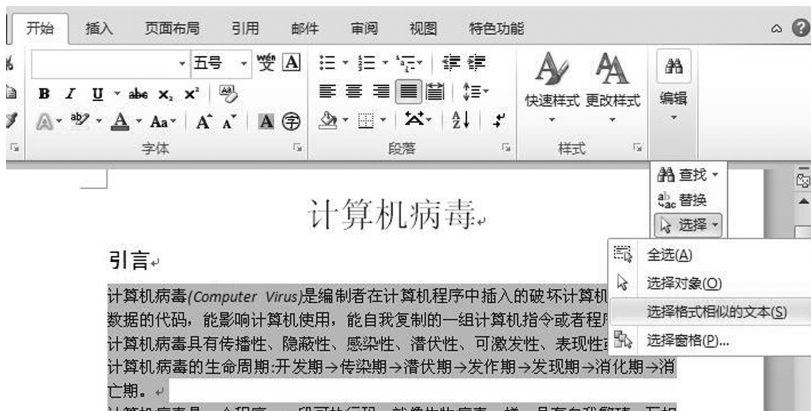 开始 插入 页面布局 引用 邮件 审阅 视图 特色功能
五号 wén 文 A
B I U abc x₂ x² Aa
A ab A Aa A A A 字
快速样式 更改样式 编辑
字体 段落 样式
查找
替换
选择
计算机病毒
引言
全选(A)
选择对象(O)
选择格式相似的文本(S)
选择窗格(P)...
计算机病毒(Computer Virus)是编制者在计算机程序中插入的破坏计算机
数据的代码，能影响计算机使用，能自我复制的一组计算机指令或者程
计算机病毒具有传播性、隐蔽性、感染性、潜伏性、可激发性、表现性
计算机病毒的生命周期:开发期→传染期→潜伏期→发作期→发现期→消化期→消
亡期。